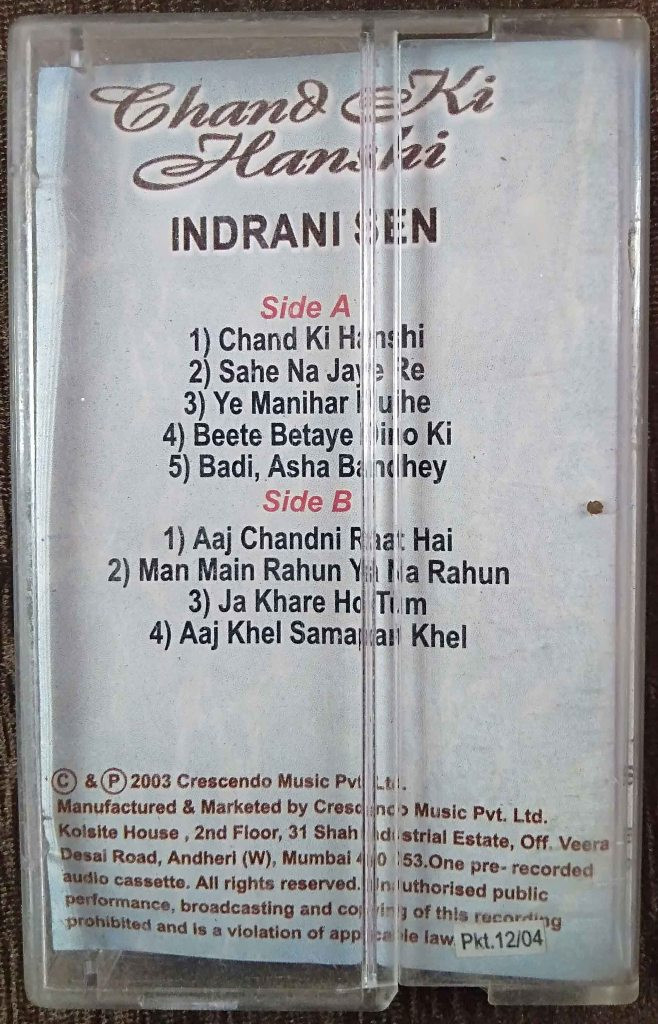 Chand Ki
Hanshi
INDRANI SEN
Side A
1) Chand Ki Hanshi
2) Sahe Na Jaye Re
3) Ye Manihar Mujhe
4) Beete Betaye Dino Ki
5) Badi, Asha Bandhey
Side B
1) Aaj Chandni Raat Hai
2) Man Main Rahun Ya Na Rahun
3) Ja Khare Ho Tum
4) Aaj Khel Samapan Khel
© & ℗ 2003 Crescendo Music Pvt. Ltd.
Manufactured & Marketed by Crescendo Music Pvt. Ltd.
Kolsite House , 2nd Floor, 31 Shah Industrial Estate, Off. Veera
Desai Road, Andheri (W), Mumbai 400 053.One pre- recorded
audio cassette. All rights reserved. Unauthorised public
performance, broadcasting and copying of this recording
prohibited and is a violation of applicable law.
Pkt.12/04